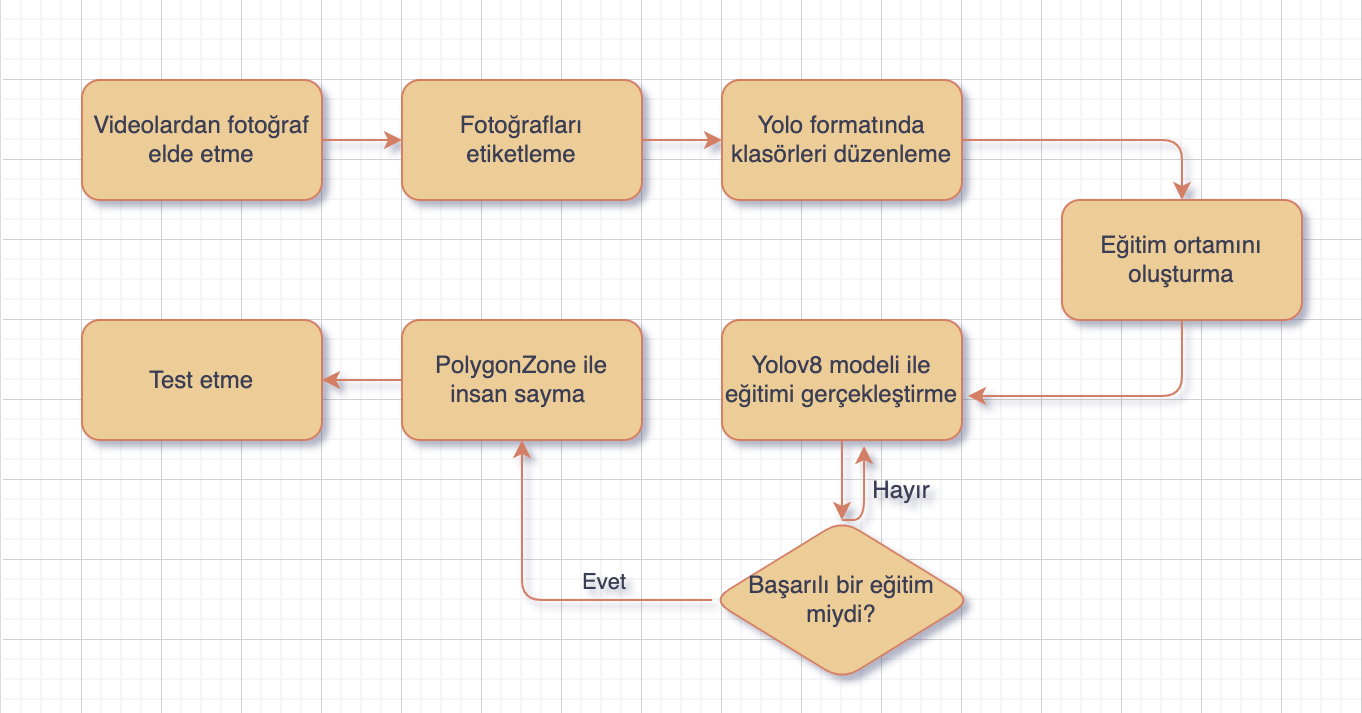 Videolardan fotoğraf
elde etme
Fotoğrafları
etiketleme
Yolo formatında
klasörleri düzenleme
Eğitim ortamını
oluşturma
Yolov8 modeli ile
eğitimi gerçekleştirme
Hayır
Başarılı bir eğitim
miydi?
Evet
PolygonZone ile
insan sayma
Test etme